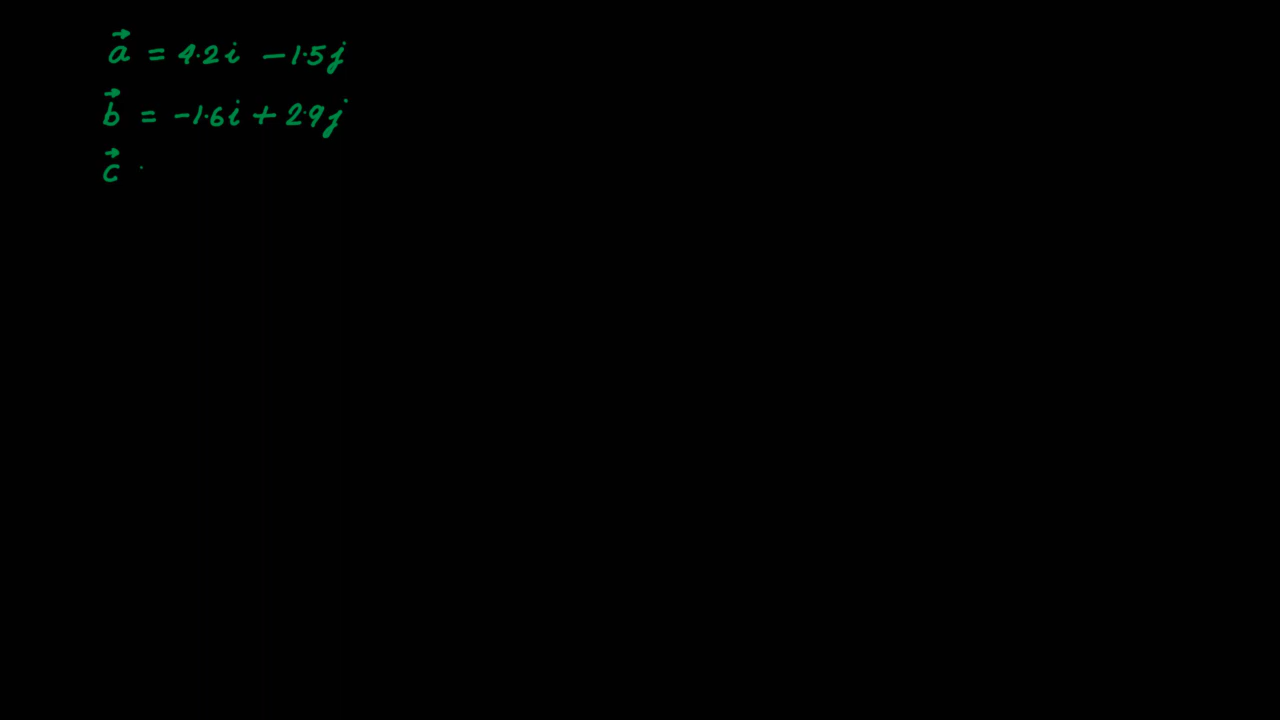 a⃗ = 4.2i - 1.5j
b⃗ = -1.6i + 2.9j
c⃗